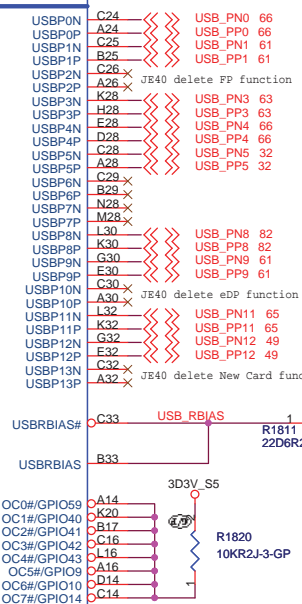 USBP0N C24 USB_PN0 66
USBP0P A24 USB_PP0 66
USBP1N C25 USB_PN1 61
USBP1P B25 USB_PP1 61
USBP2N C26 JE40 delete FP function
USBP2P A26
USBP3N K28 USB_PN3 63
USBP3P H28 USB_PP3 63
USBP4N E28 USB_PN4 66
USBP4P D28 USB_PP4 66
USBP5N C28 USB_PN5 32
USBP5P A28 USB_PP5 32
USBP6N C29
USBP6P B29
USBP7N N28
USBP7P M28
USBP8N L30 USB_PN8 82
USBP8P K30 USB_PP8 82
USBP9N G30 USB_PN9 61
USBP9P E30 USB_PP9 61
USBP10N C30 JE40 delete eDP function
USBP10P A30
USBP11N L32 USB_PN11 65
USBP11P K32 USB_PP11 65
USBP12N G32 USB_PN12 49
USBP12P E32 USB_PP12 49
USBP13N C32 JE40 delete New Card func
USBP13P A32
USBRBIAS# C33 USB_RBIAS 1
R1811
22D6R2
USBRBIAS B33
3D3V_S5
OC0#/GPIO59 A14
OC1#/GPIO40 K20
OC2#/GPIO41 B17
OC3#/GPIO42 C16
OC4#/GPIO43 L16
OC5#/GPIO9 A16
OC6#/GPIO10 D14
OC7#/GPIO14 C14
R1820
10KR2J-3-GP
1